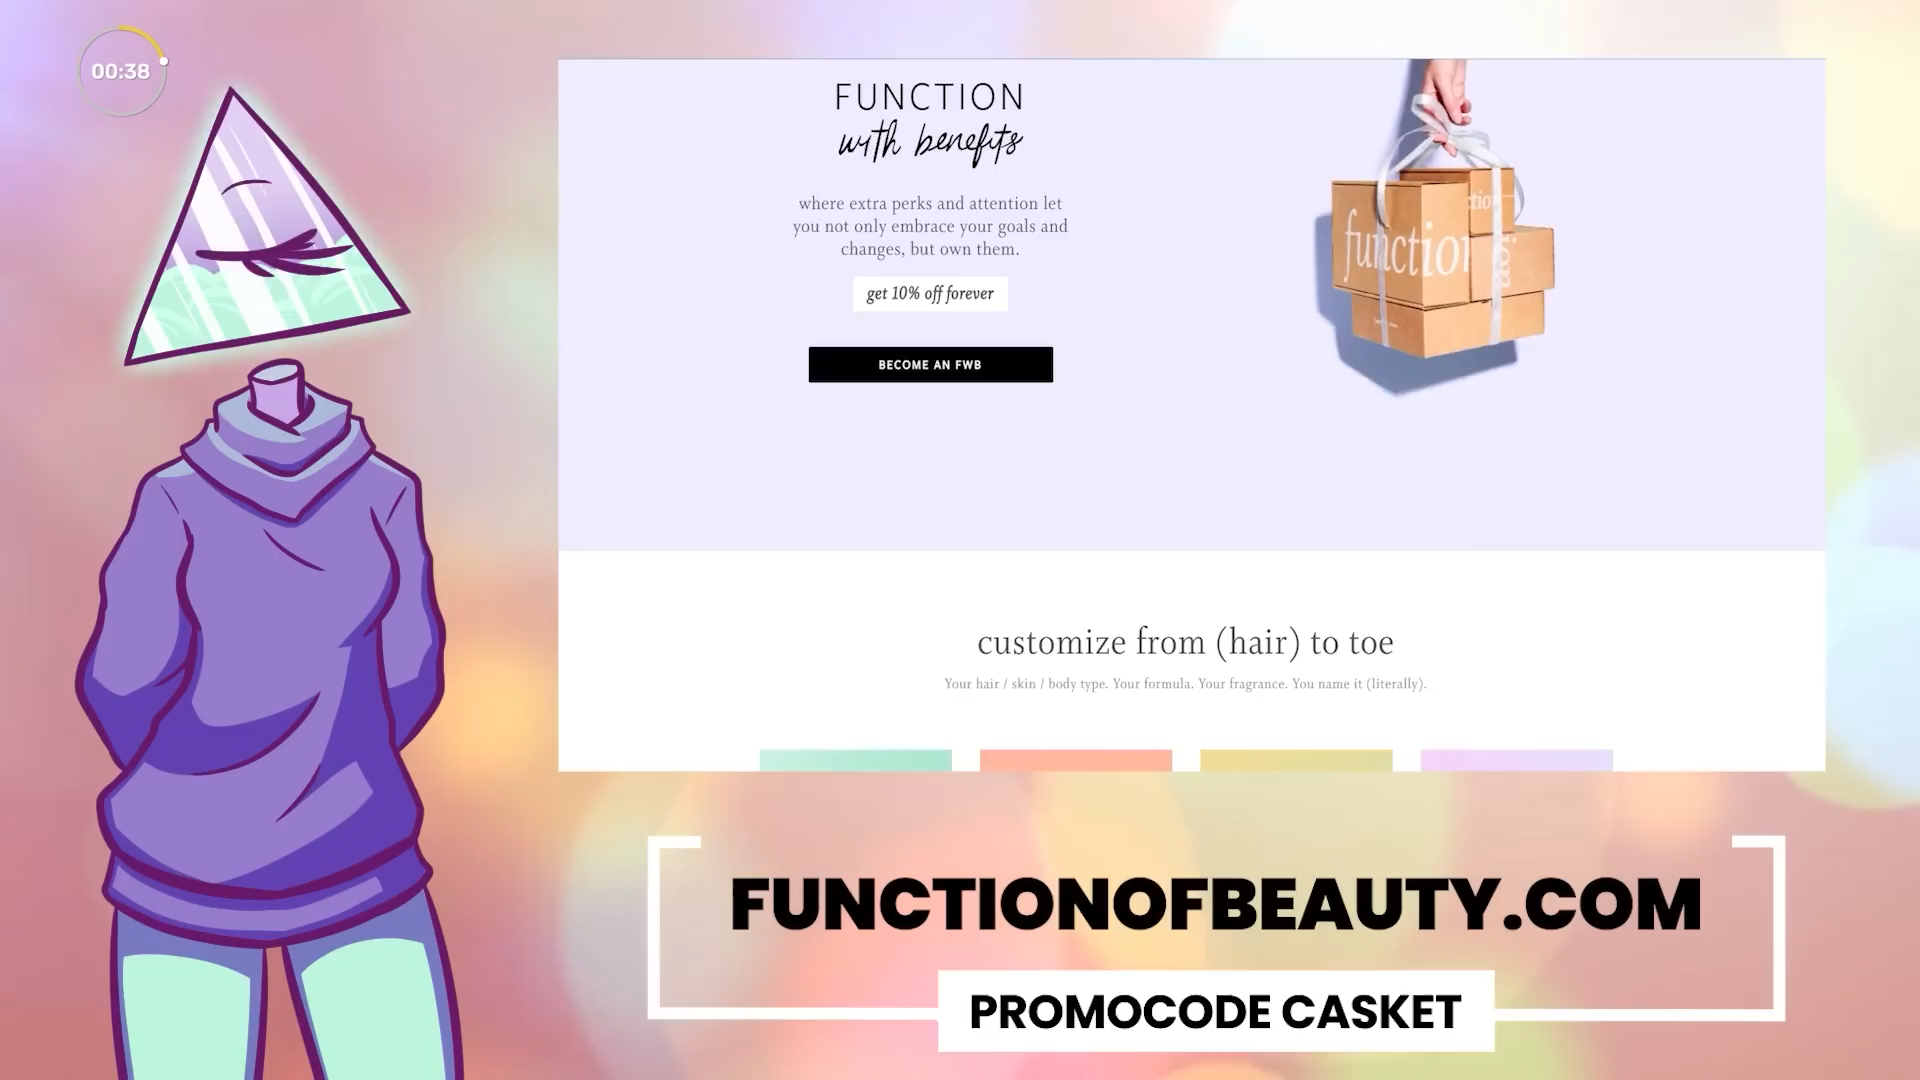 00:38
FUNCTION
with benefits
where extra perks and attention let
you not only embrace your goals and
changes, but own them.
get 10% off forever
BECOME AN FWB
function
ctio
customize from (hair) to toe
Your hair / skin / body type. Your formula. Your fragrance. You name it (literally).
FUNCTIONOFBEAUTY.COM
PROMOCODE CASKET